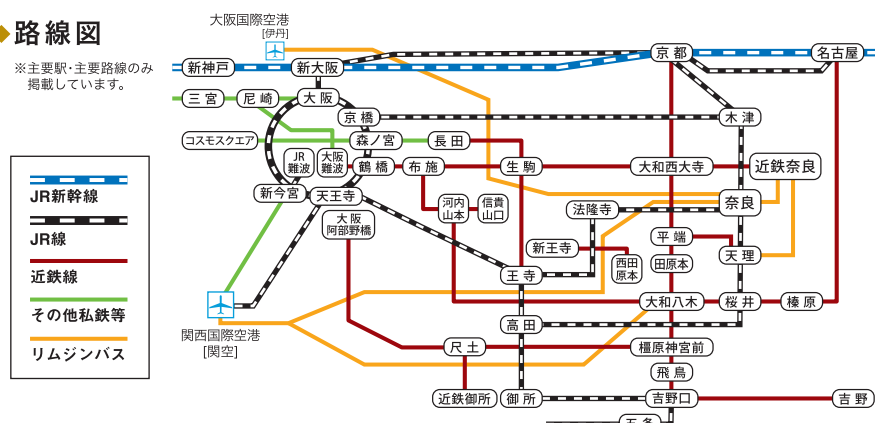 路線図
※主要駅・主要路線のみ
掲載しています。
大阪国際空港
[伊丹]
新神戸
新大阪
京都
名古屋
三宮
尼崎
大阪
京橋
木津
コスモスクエア
森ノ宮
長田
JR
難波
大阪
難波
鶴橋
布施
生駒
大和西大寺
近鉄奈良
新今宮
天王寺
河内
山本
信貴
山口
法隆寺
奈良
大阪
阿部野橋
新王寺
西田
原本
平端
田原本
天理
王寺
大和八木
桜井
榛原
関西国際空港
[関空]
高田
尺土
橿原神宮前
飛鳥
近鉄御所
御所
吉野口
吉野
JR新幹線
JR線
近鉄線
その他私鉄等
リムジンバス